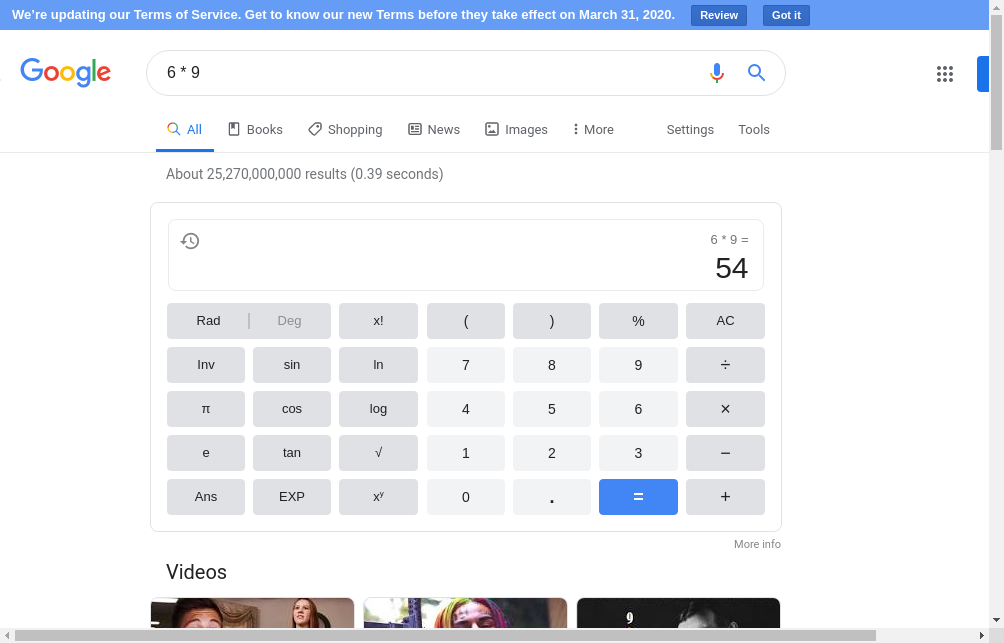 We're updating our Terms of Service. Get to know our new Terms before they take effect on March 31, 2020. Review Got it
Google 6 * 9
All Books Shopping News Images More Settings Tools
About 25,270,000,000 results (0.39 seconds)
6 * 9 =
54
Rad | Deg x! ( ) % AC
Inv sin ln 7 8 9 ÷
π cos log 4 5 6 ×
e tan √ 1 2 3 −
Ans EXP xʸ 0 . = +
More info
Videos
9